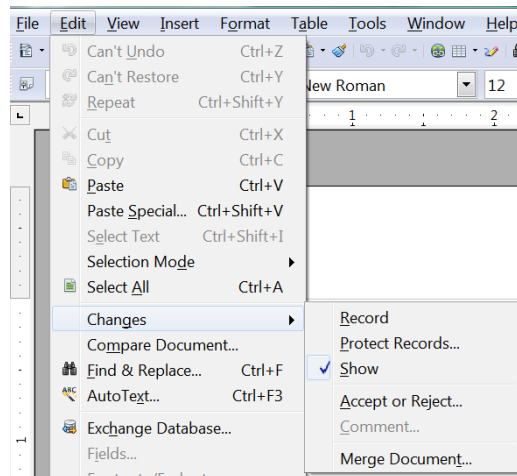 File Edit View Insert Format Table Tools Window Help
Can't Undo Ctrl+Z
Can't Restore Ctrl+Y
Repeat Ctrl+Shift+Y
New Roman 12
1 2
Cut Ctrl+X
Copy Ctrl+C
Paste Ctrl+V
Paste Special... Ctrl+Shift+V
Select Text Ctrl+Shift+I
Selection Mode
Select All Ctrl+A
Changes
Compare Document...
Find & Replace... Ctrl+F
AutoText... Ctrl+F3
Exchange Database...
Fields...
Record
Protect Records...
Show
Accept or Reject...
Comment...
Merge Document...
1